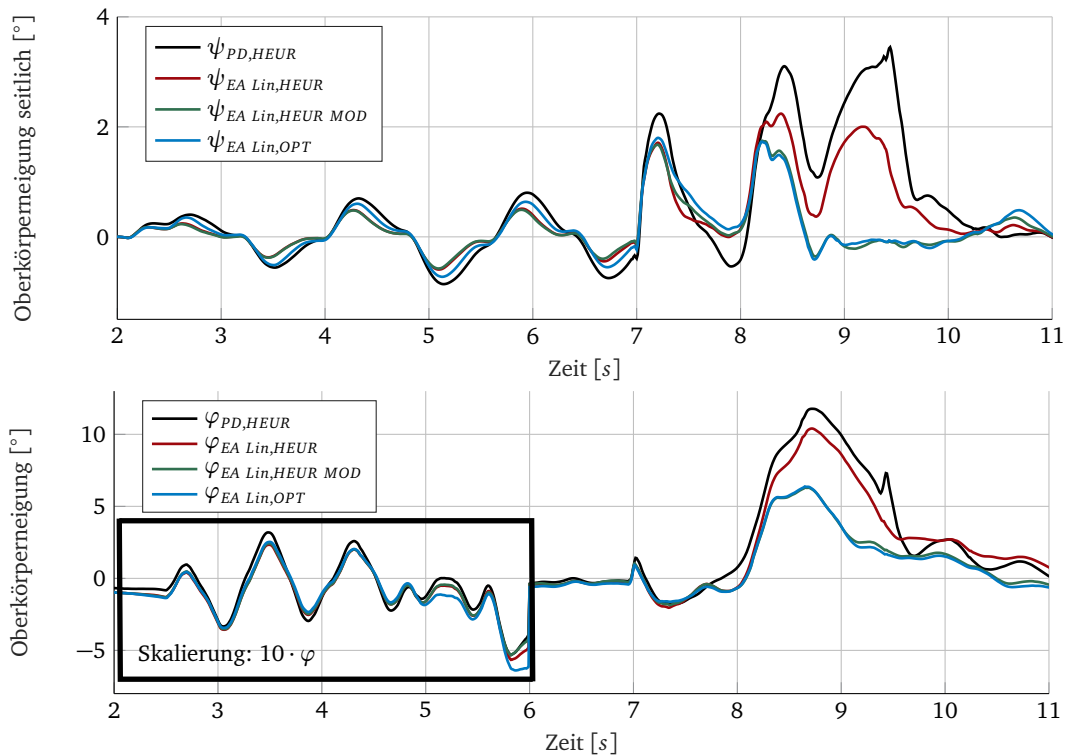 Oberkörperneigung seitlich [°]
4
2
0
ψ_PD,HEUR
ψ_EA Lin,HEUR
ψ_EA Lin,HEUR MOD
ψ_EA Lin,OPT
2 3 4 5 6 7 8 9 10 11
Zeit [s]
Oberkörperneigung [°]
10
5
0
−5
φ_PD,HEUR
φ_EA Lin,HEUR
φ_EA Lin,HEUR MOD
φ_EA Lin,OPT
Skalierung: 10 · φ
2 3 4 5 6 7 8 9 10 11
Zeit [s]